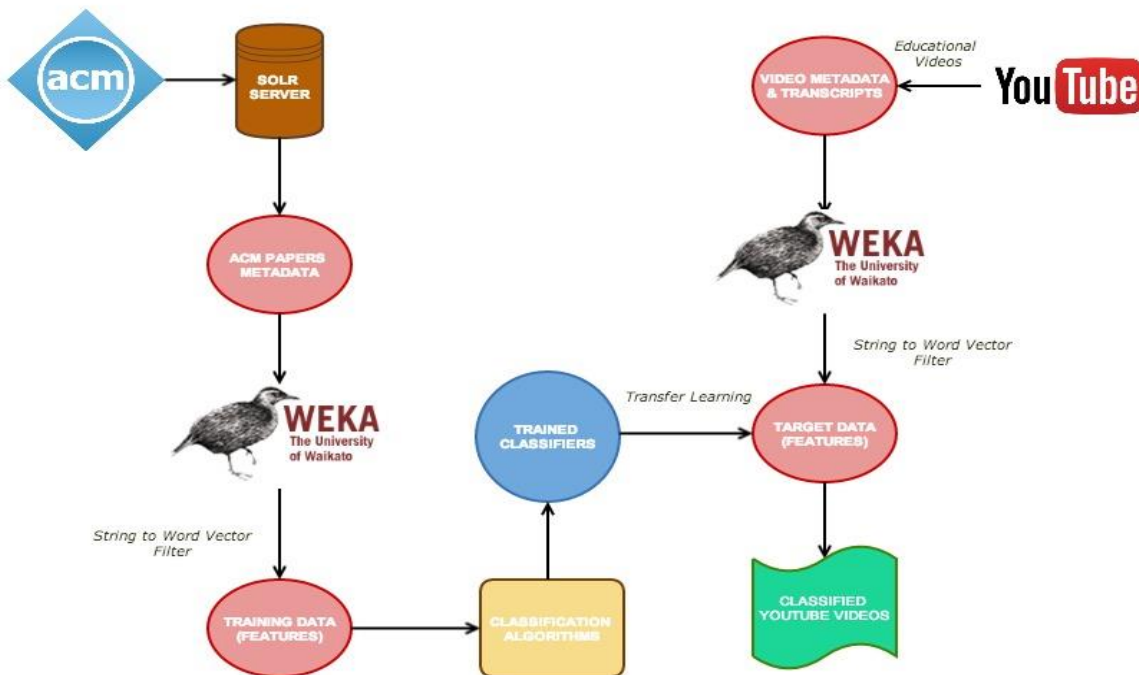 acm
SOLR
SERVER
ACM PAPERS
METADATA
WEKA
The University
of Waikato
String to Word Vector
Filter
TRAINING DATA
(FEATURES)
CLASSIFICATION
ALGORITHMS
TRAINED
CLASSIFIERS
Transfer Learning
Educational
Videos
YouTube
VIDEO METADATA
& TRANSCRIPTS
WEKA
The University
of Waikato
String to Word Vector
Filter
TARGET DATA
(FEATURES)
CLASSIFIED
YOUTUBE VIDEOS